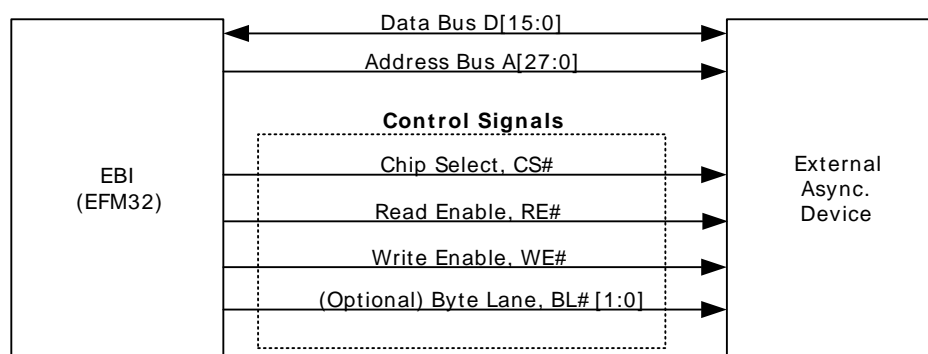 Data Bus D[15:0]
Address Bus A[27:0]
Control Signals
EBI
(EFM32)
Chip Select, CS#
Read Enable, RE#
Write Enable, WE#
(Optional) Byte Lane, BL# [1:0]
External
Async.
Device